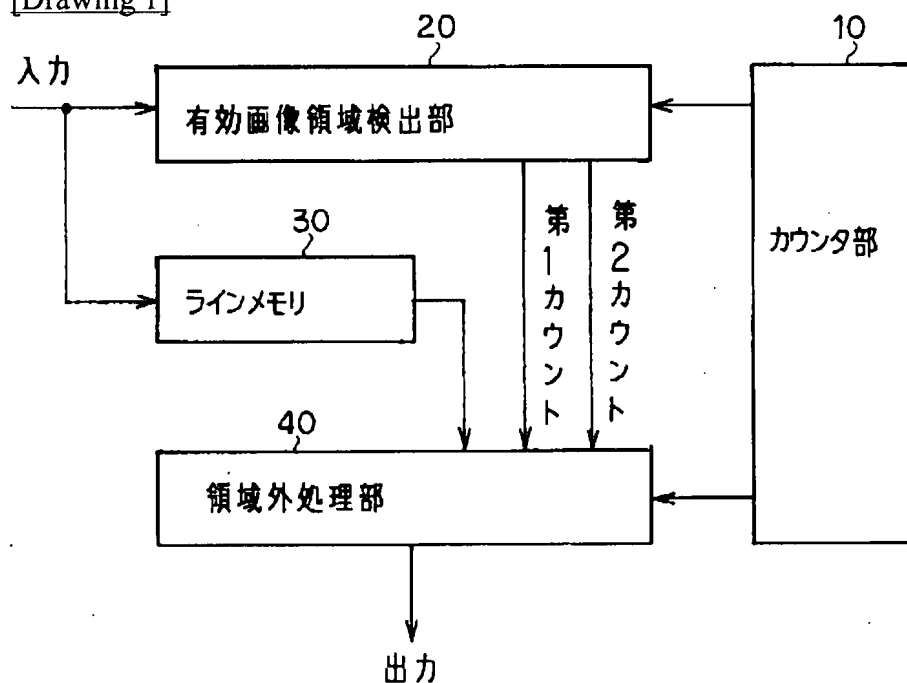 [Drawing 1]
20
10
入力
有効画像領域検出部
30
第1カウント
第2カウント
カウンタ部
ラインメモリ
40
領域外処理部
出力